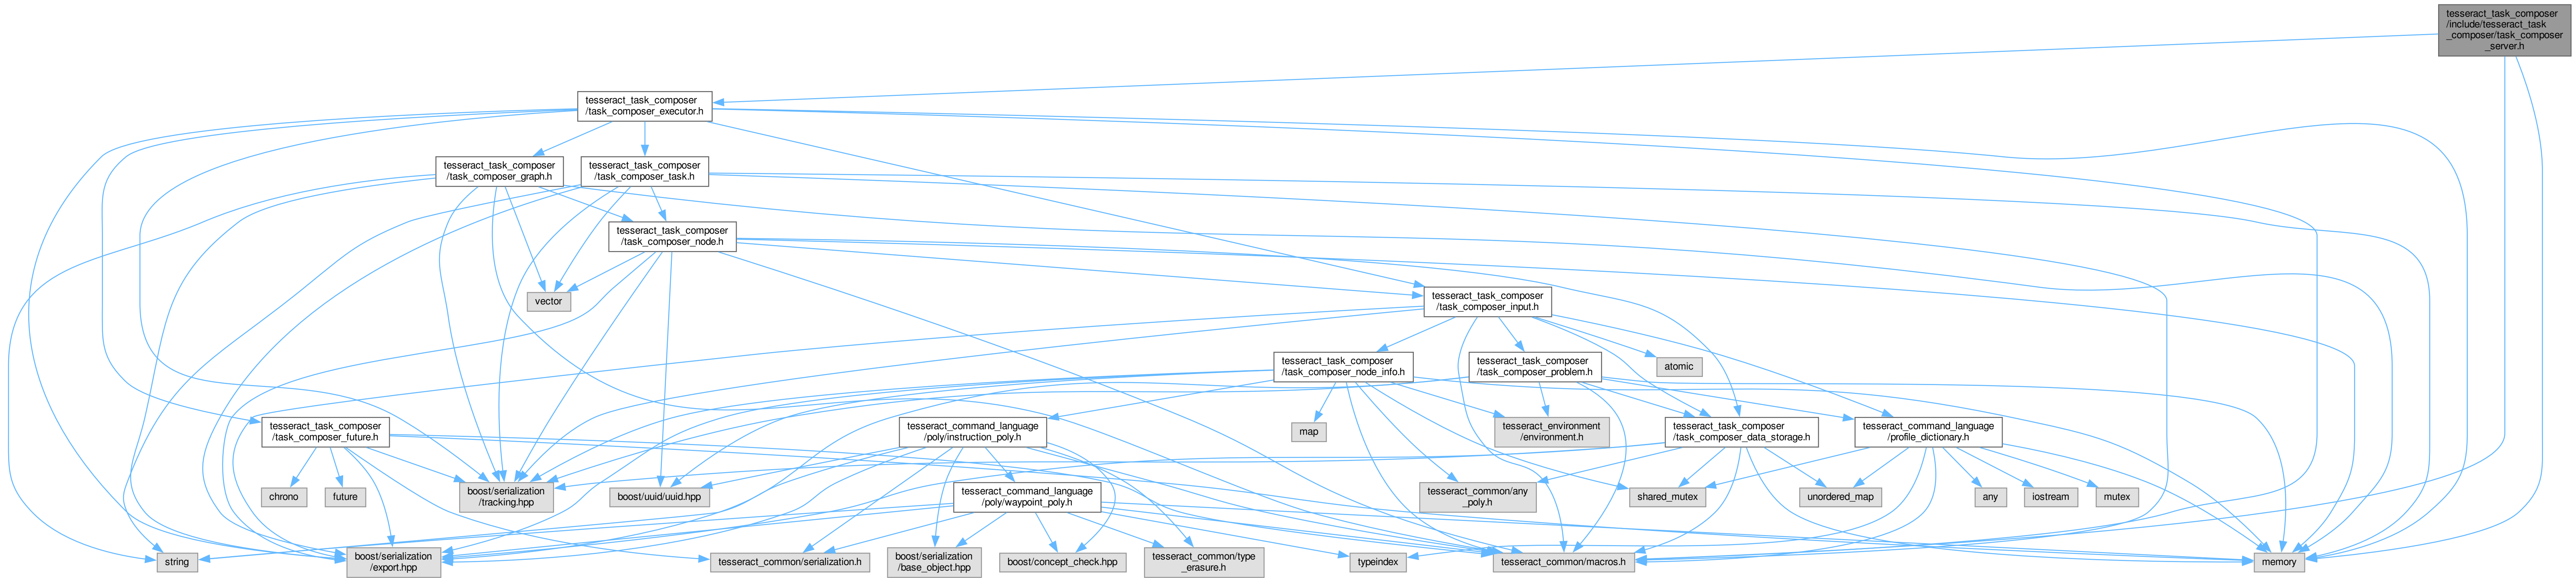 tesseract_task_composer
/include/tesseract_task
_composer/task_composer
_server.h
tesseract_task_composer
/task_composer_executor.h
tesseract_task_composer
/task_composer_graph.h
tesseract_task_composer
/task_composer_task.h
tesseract_task_composer
/task_composer_node.h
vector
tesseract_task_composer
/task_composer_input.h
tesseract_task_composer
/task_composer_node_info.h
tesseract_task_composer
/task_composer_problem.h
atomic
tesseract_task_composer
/task_composer_future.h
map
tesseract_command_language
/poly/instruction_poly.h
tesseract_environment
/environment.h
tesseract_task_composer
/task_composer_data_storage.h
tesseract_command_language
/profile_dictionary.h
chrono
future
boost/serialization
/tracking.hpp
boost/uuid/uuid.hpp
tesseract_command_language
/poly/waypoint_poly.h
tesseract_common/any
_poly.h
shared_mutex
unordered_map
any
iostream
mutex
string
boost/serialization
/export.hpp
tesseract_common/serialization.h
boost/serialization
/base_object.hpp
boost/concept_check.hpp
tesseract_common/type
_erasure.h
typeindex
tesseract_common/macros.h
memory